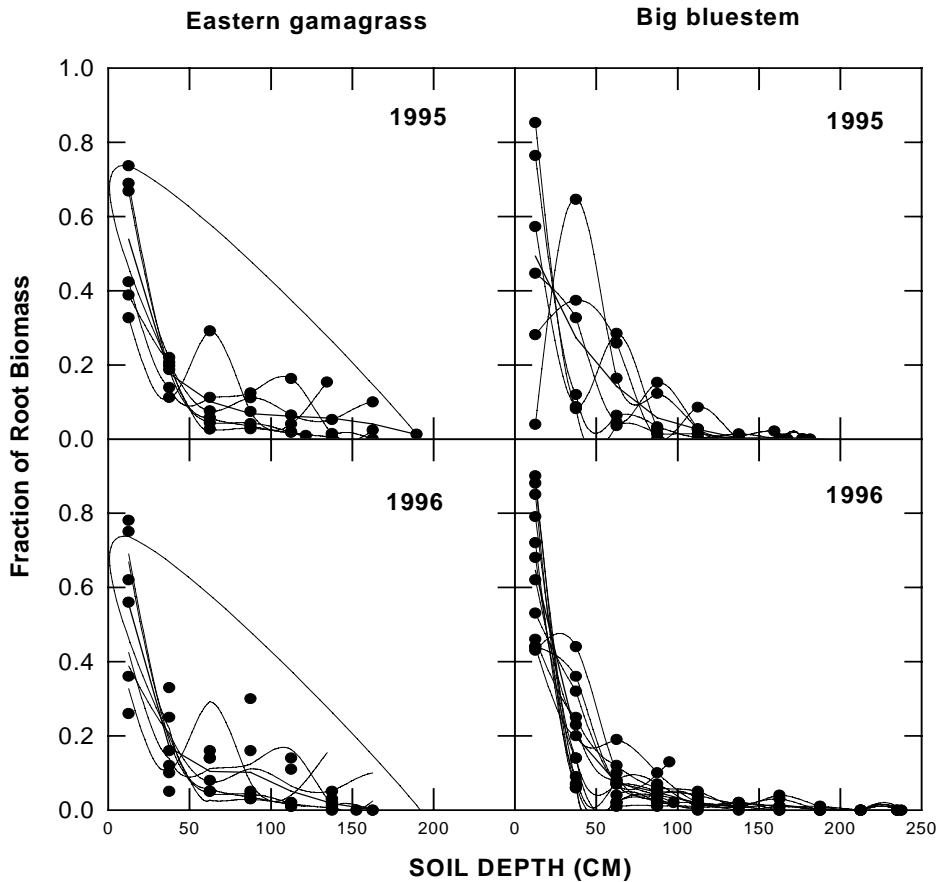 Eastern gamagrass
Big bluestem
1.0
1995
1995
0.8
0.6
0.4
0.2
0.0
1996
1996
0.8
0.6
0.4
0.2
0.0
0 50 100 150 200
0 50 100 150 200 250
Fraction of Root Biomass
SOIL DEPTH (CM)